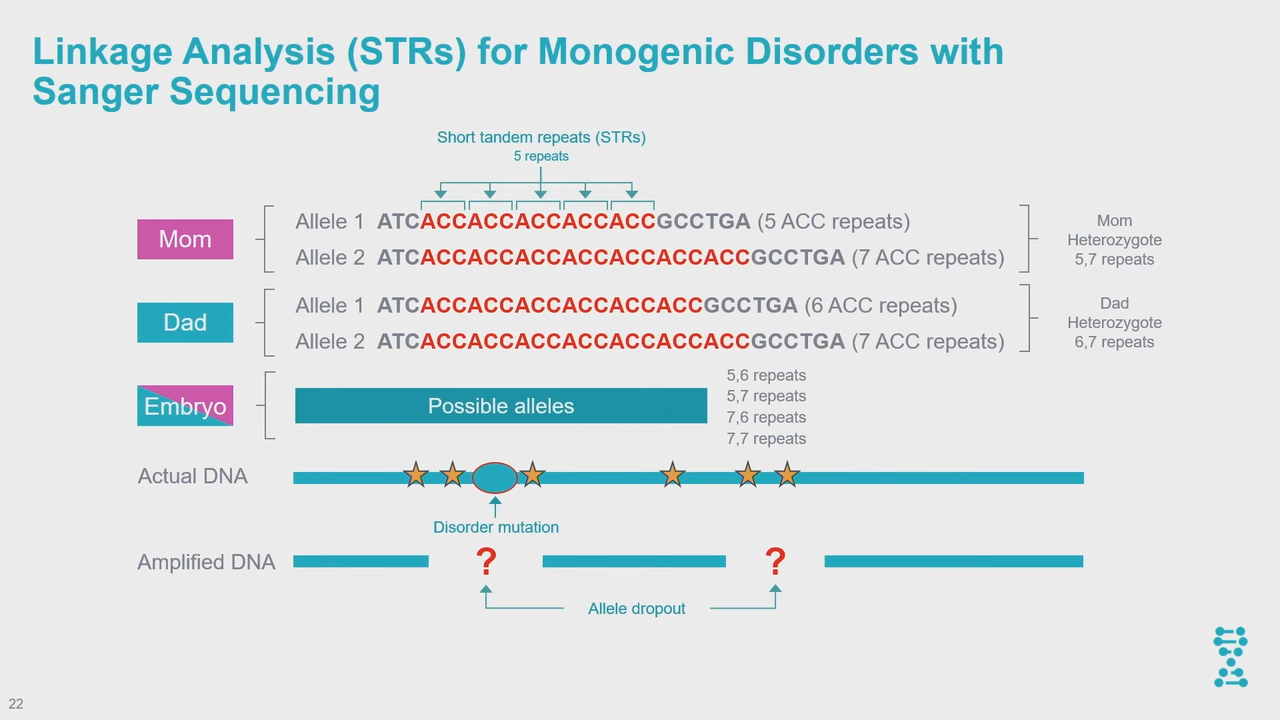 Linkage Analysis (STRs) for Monogenic Disorders with
Sanger Sequencing
Short tandem repeats (STRs)
5 repeats
Mom
Allele 1 ATCACCACCACCACCACCGCCTGA (5 ACC repeats)
Allele 2 ATCACCACCACCACCACCACCACCGCCTGA (7 ACC repeats)
Mom
Heterozygote
5,7 repeats
Dad
Allele 1 ATCACCACCACCACCACCACCGCCTGA (6 ACC repeats)
Allele 2 ATCACCACCACCACCACCACCACCGCCTGA (7 ACC repeats)
Dad
Heterozygote
6,7 repeats
Embryo
Possible alleles
5,6 repeats
5,7 repeats
7,6 repeats
7,7 repeats
Actual DNA
Disorder mutation
Amplified DNA
?
?
Allele dropout
22